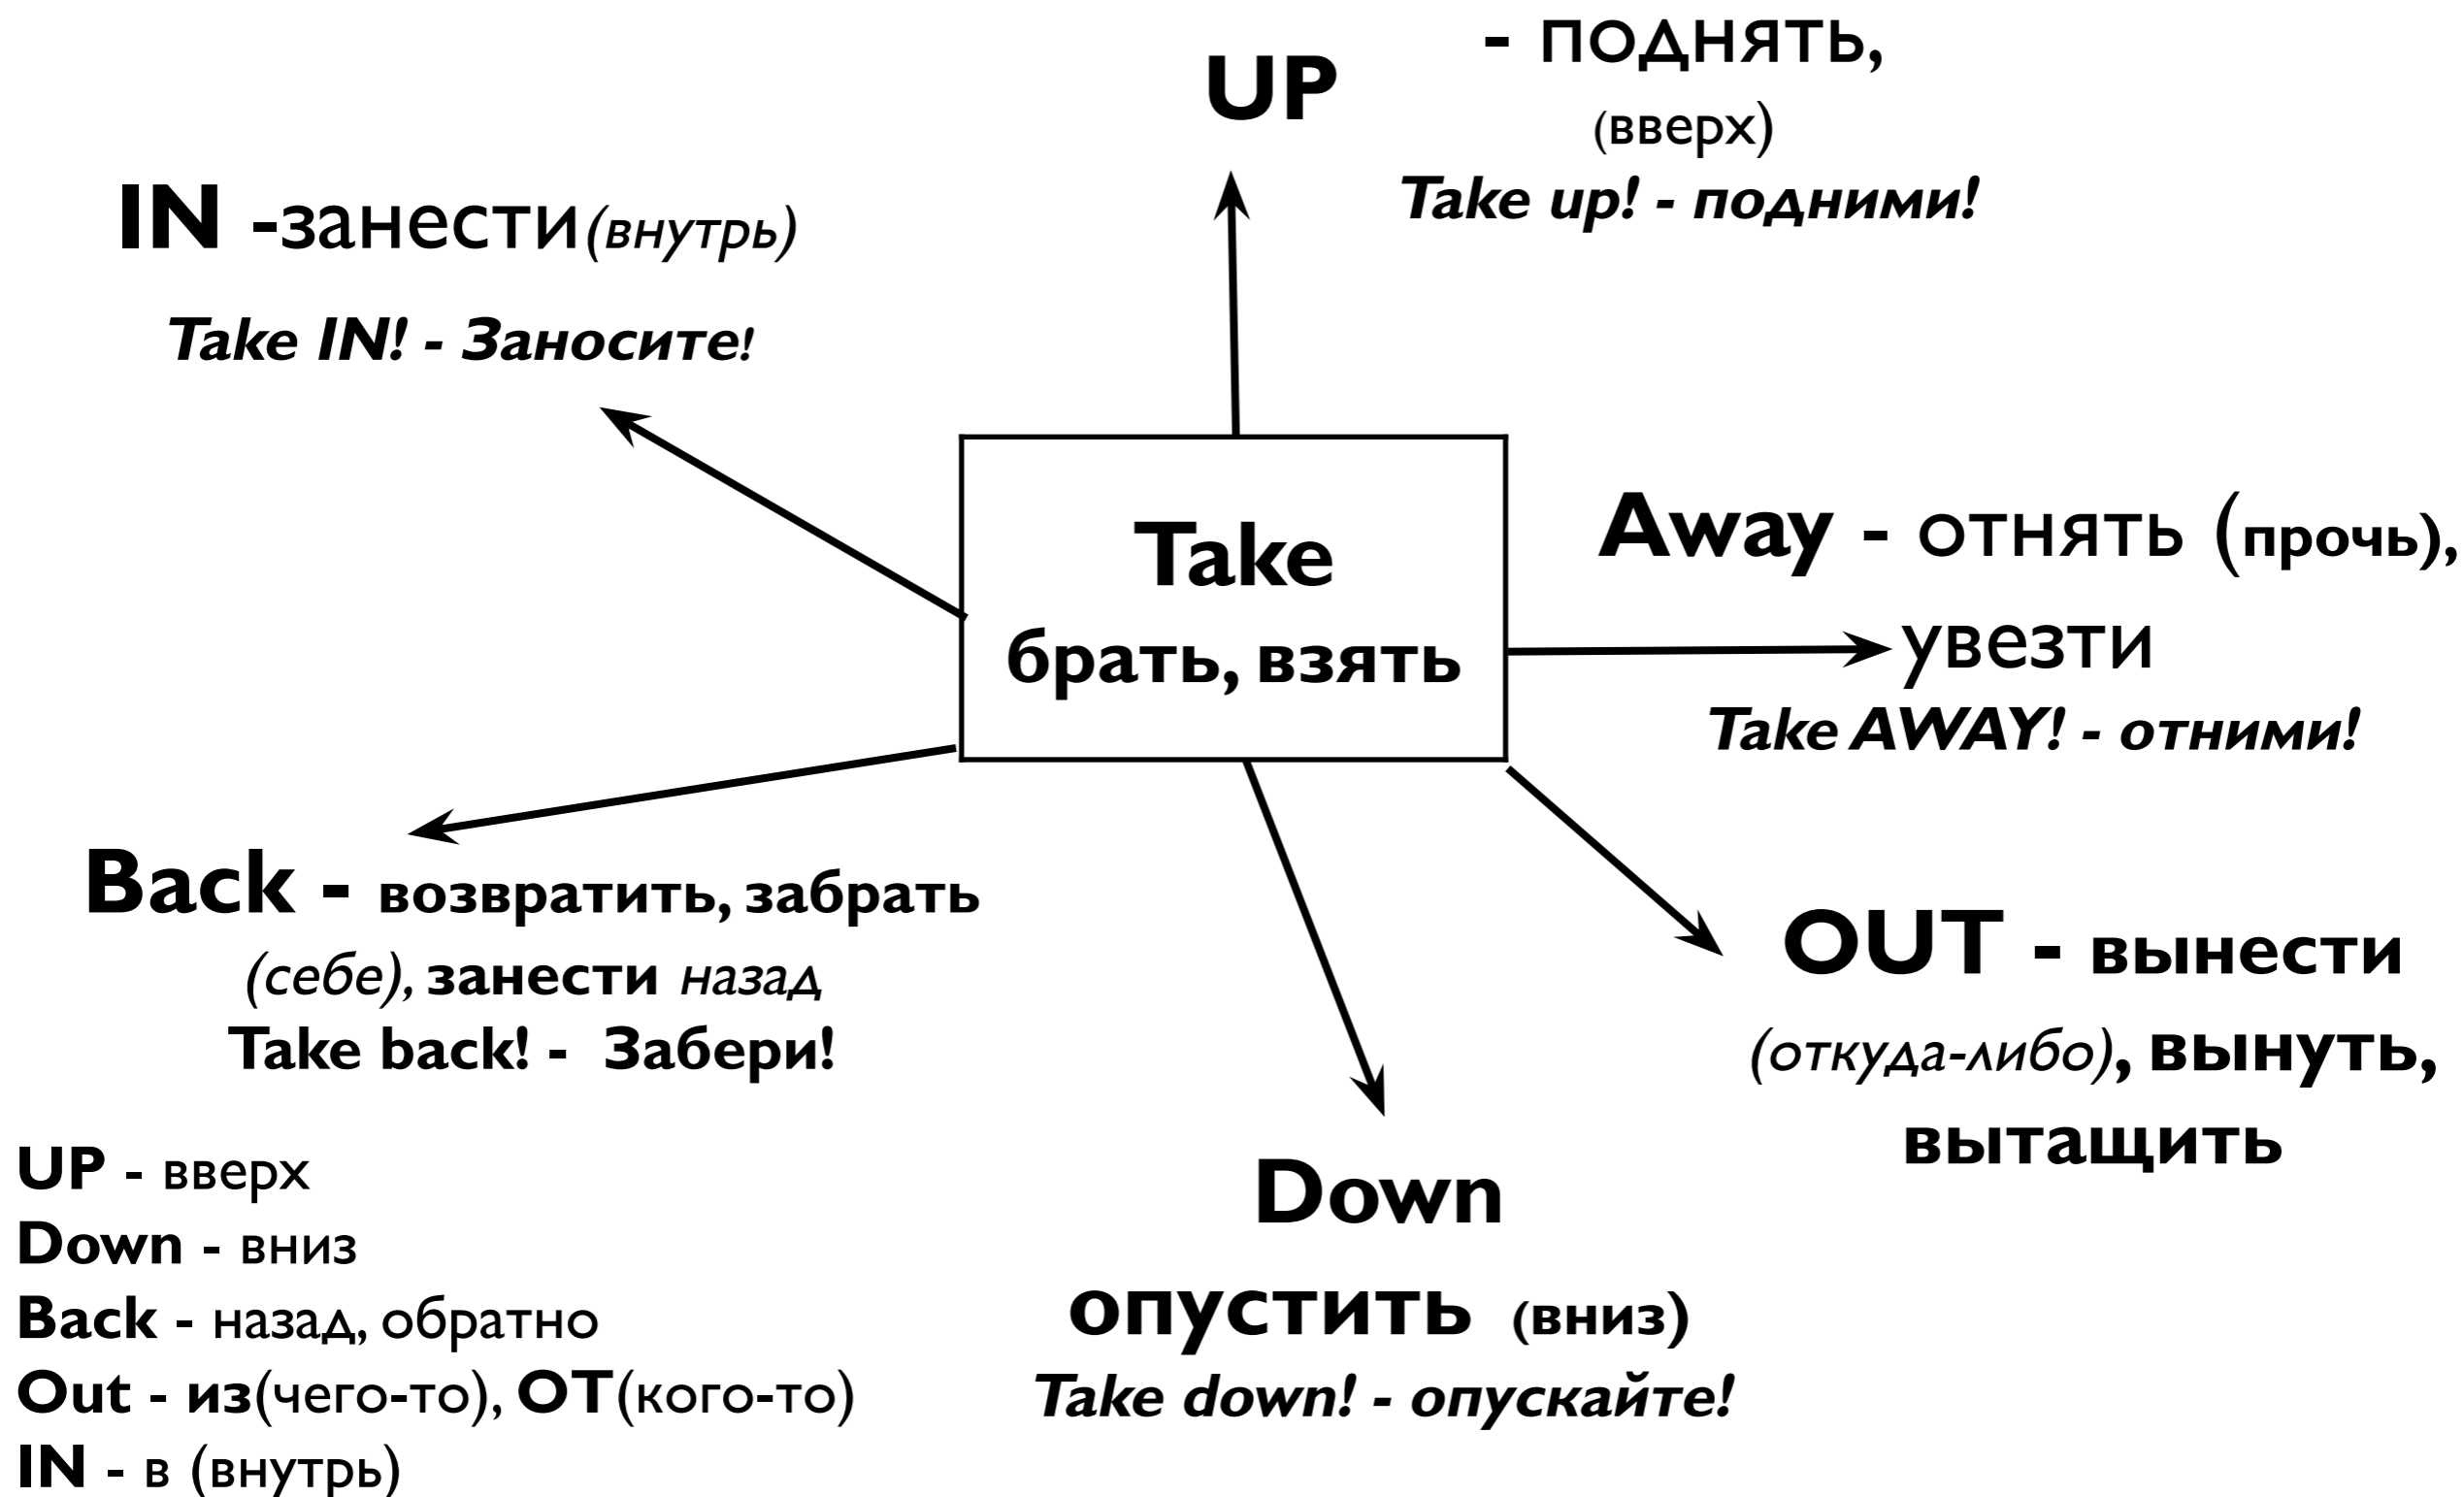 UP
- поднять,
(вверх)
Take up! - подними!
IN -занести(внутрь)
Take IN! - Заносите!
Take
брать, взять
Away - отнять (прочь),
увезти
Take AWAY! - отними!
Back - возвратить, забрать
(себе), занести назад
Take back! - Забери!
OUT - вынести
(откуда-либо), вынуть,
вытащить
Down
опустить (вниз)
Take down! - опускайте!
UP - вверх
Down - вниз
Back - назад, обратно
Out - из(чего-то), ОТ(кого-то)
IN - в (внутрь)